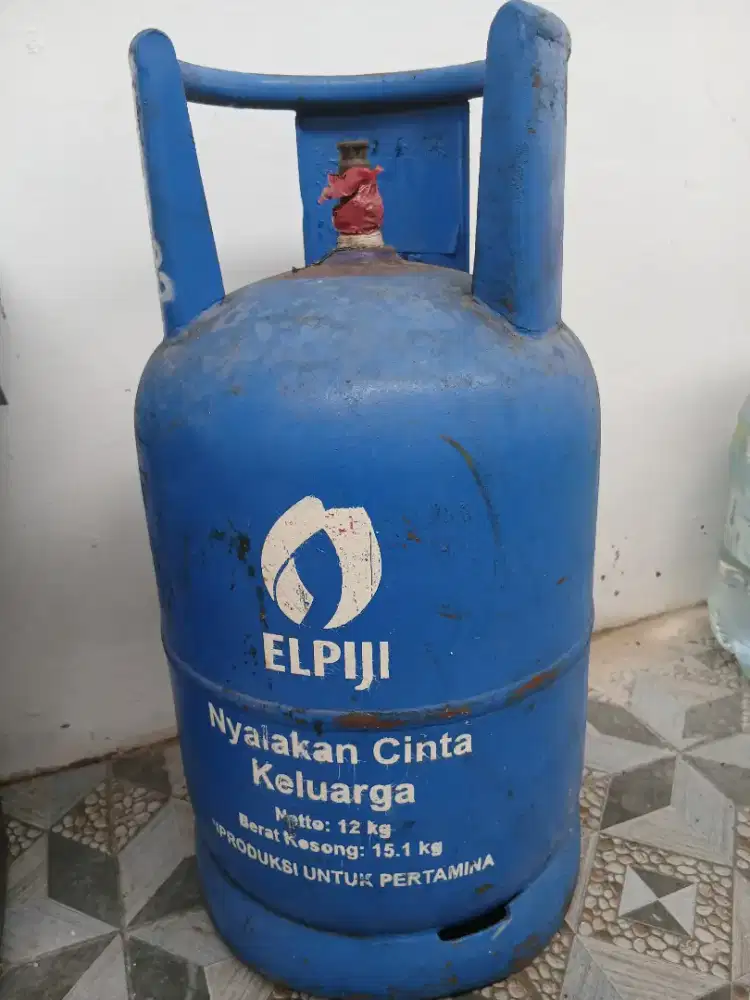 ELPIJI
Nyalakan Cinta
Keluarga
Netto: 12 kg
Berat Kosong: 15.1 kg
DIPRODUKSI UNTUK PERTAMINA